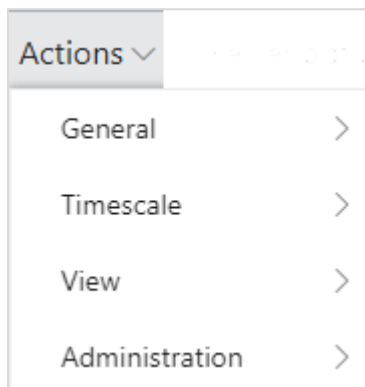 Actions
General
Timescale
View
Administration